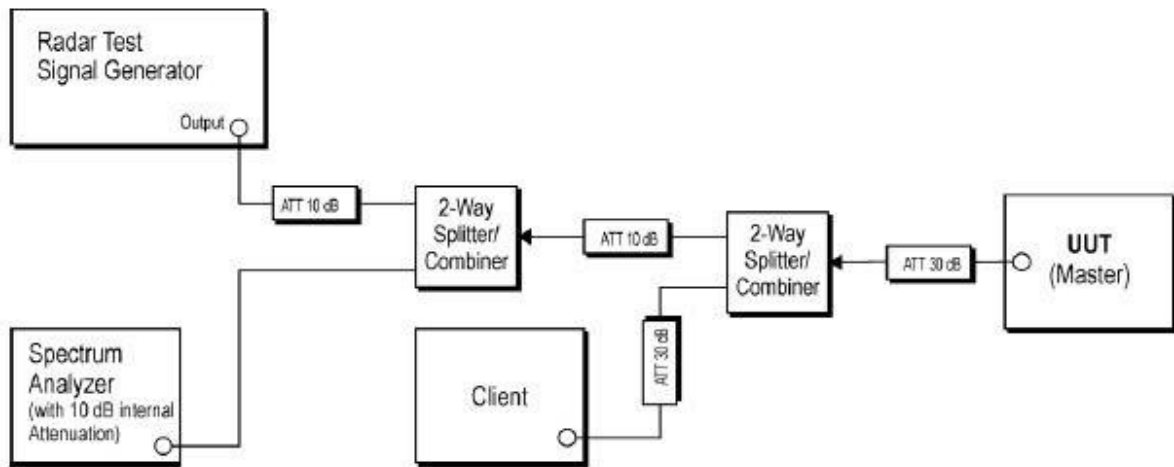 Radar Test
Signal Generator
Output
ATT 10 dB
2-Way
Splitter/
Combiner
ATT 10 dB
2-Way
Splitter/
Combiner
ATT 30 dB
UUT
(Master)
Spectrum
Analyzer
(with 10 dB internal
Attenuation)
Client
ATT 30 dB